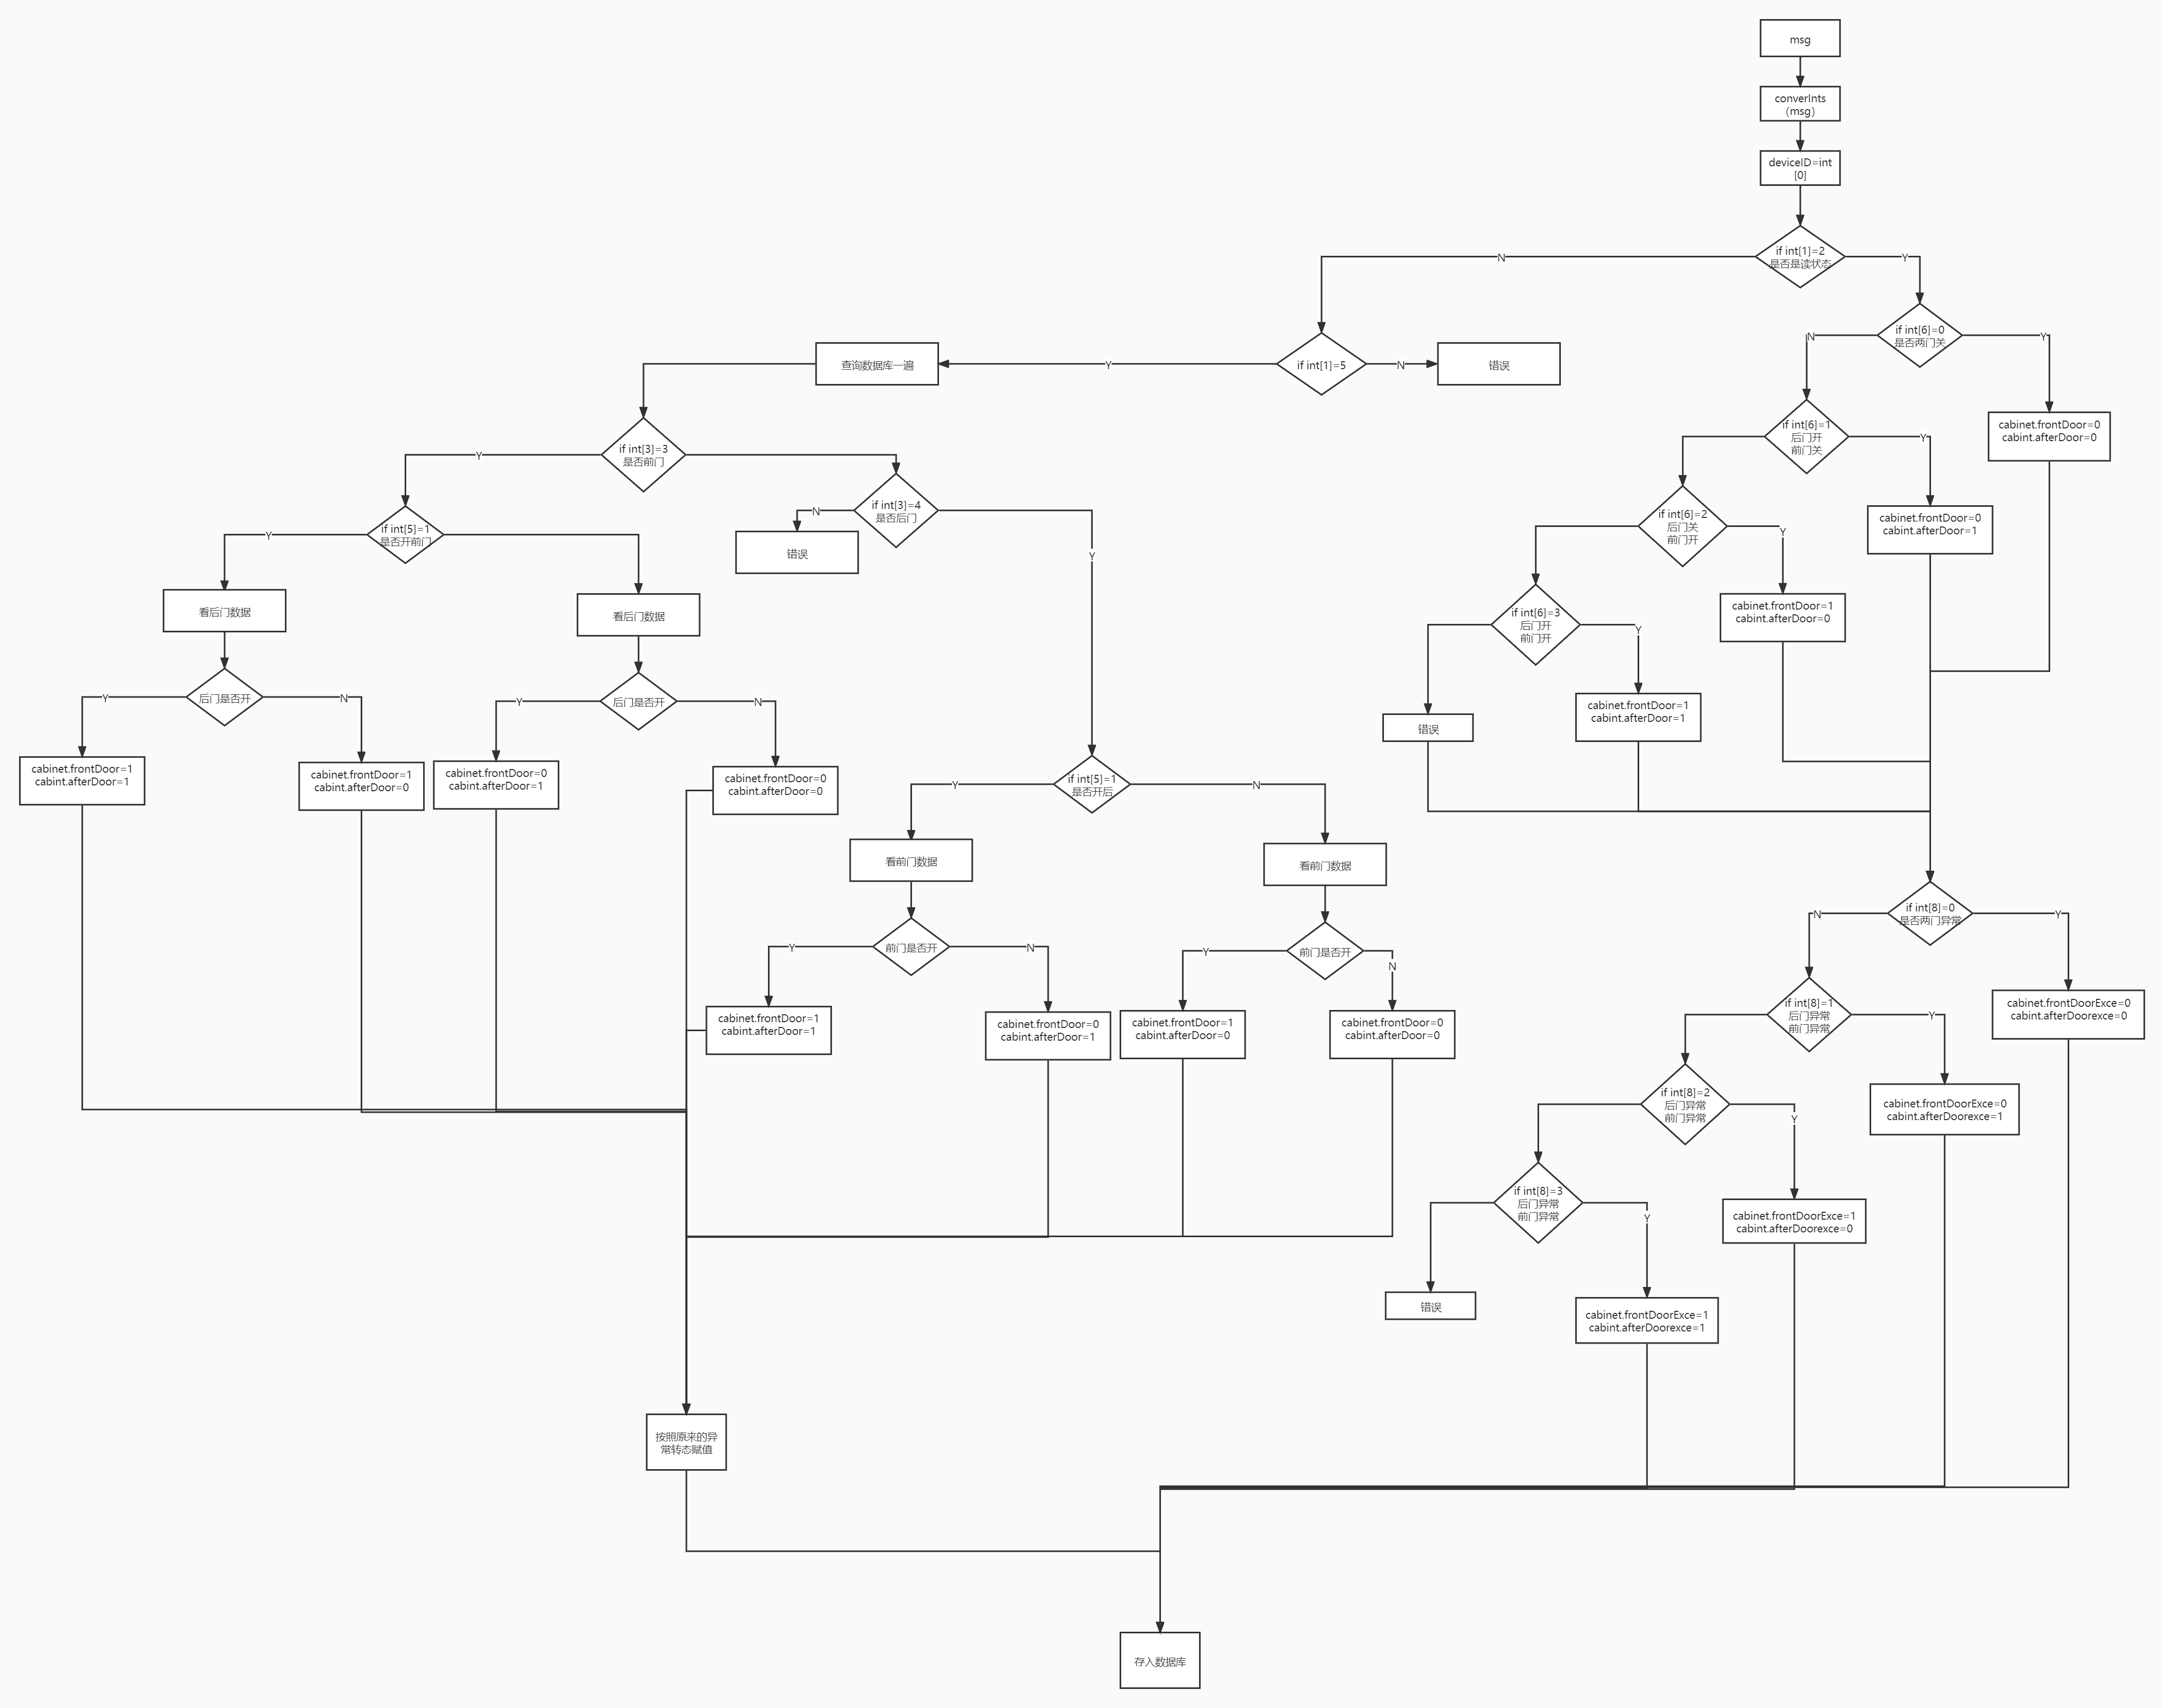 msg
converInts
(msg)
deviceID=int
[0]
if int[1]=2
是否是读状态
N
Y
if int[6]=0
是否两门关
N
Y
if int[1]=5
Y
N
错误
查询数据库一遍
if int[6]=1
后门开
前门关
Y
cabinet.frontDoor=0
cabint.afterDoor=0
if int[3]=3
是否前门
Y
if int[3]=4
是否后门
N
Y
错误
if int[6]=2
后门关
前门开
Y
cabinet.frontDoor=0
cabint.afterDoor=1
if int[5]=1
是否开前门
Y
看后门数据
看后门数据
if int[6]=3
后门开
前门开
Y
cabinet.frontDoor=1
cabint.afterDoor=0
后门是否开
Y
N
后门是否开
Y
N
错误
cabinet.frontDoor=1
cabint.afterDoor=1
cabinet.frontDoor=1
cabint.afterDoor=1
cabinet.frontDoor=1
cabint.afterDoor=0
cabinet.frontDoor=0
cabint.afterDoor=1
cabinet.frontDoor=0
cabint.afterDoor=0
if int[5]=1
是否开后
Y
N
看前门数据
看前门数据
if int[8]=0
是否两门异常
N
Y
前门是否开
Y
N
前门是否开
Y
N
cabinet.frontDoor=1
cabint.afterDoor=1
cabinet.frontDoor=0
cabint.afterDoor=1
cabinet.frontDoor=1
cabint.afterDoor=0
cabinet.frontDoor=0
cabint.afterDoor=0
if int[8]=1
后门异常
前门异常
Y
cabinet.frontDoorExce=0
cabint.afterDoorexce=0
if int[8]=2
后门异常
前门异常
Y
cabinet.frontDoorExce=0
cabint.afterDoorexce=1
if int[8]=3
后门异常
前门异常
Y
cabinet.frontDoorExce=1
cabint.afterDoorexce=0
错误
cabinet.frontDoorExce=1
cabint.afterDoorexce=1
按照原来的异
常转态赋值
存入数据库